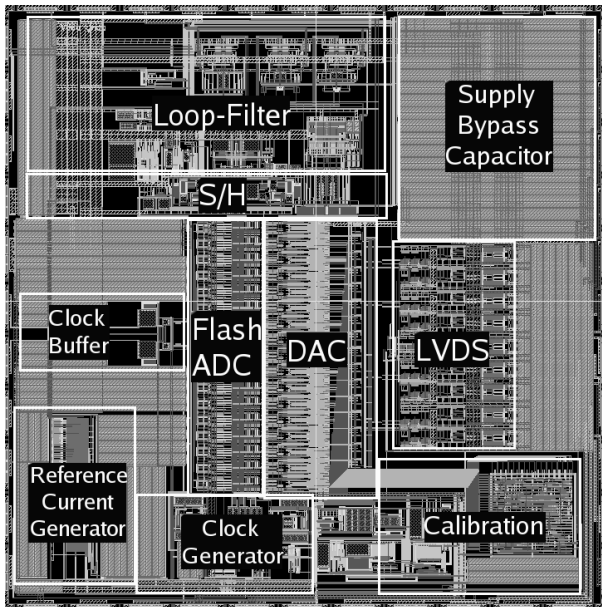 Loop-Filter
Supply
Bypass
Capacitor
S/H
Clock
Buffer
Flash
ADC
DAC
LVDS
Reference
Current
Generator
Clock
Generator
Calibration